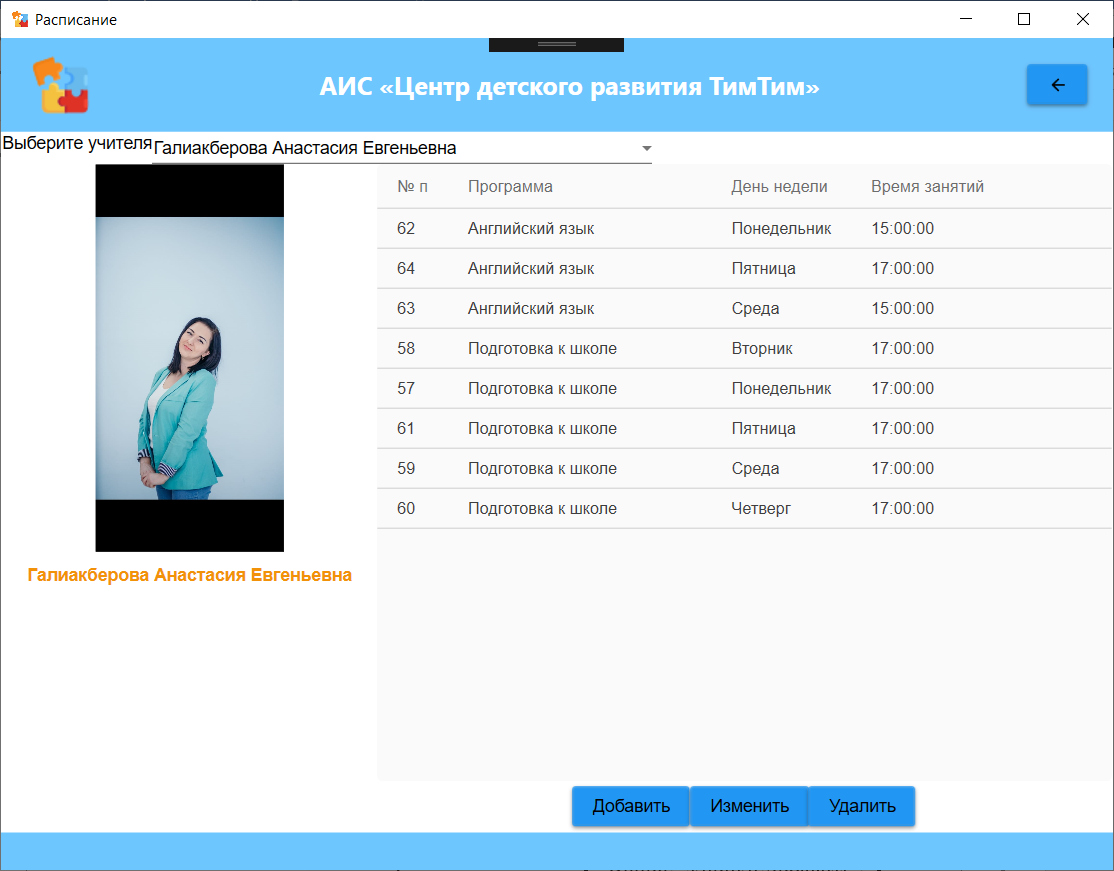 Расписание
АИС «Центр детского развития ТимТим»
Выберите учителя Галиакберова Анастасия Евгеньевна
№ п Программа День недели Время занятий
62 Английский язык Понедельник 15:00:00
64 Английский язык Пятница 17:00:00
63 Английский язык Среда 15:00:00
58 Подготовка к школе Вторник 17:00:00
57 Подготовка к школе Понедельник 17:00:00
61 Подготовка к школе Пятница 17:00:00
59 Подготовка к школе Среда 17:00:00
60 Подготовка к школе Четверг 17:00:00
Галиакберова Анастасия Евгеньевна
Добавить Изменить Удалить